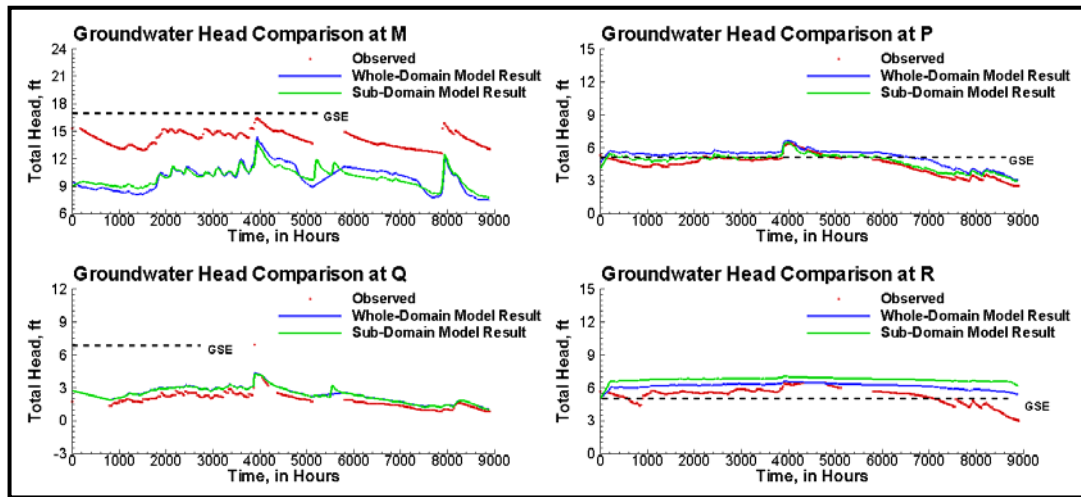 Groundwater Head Comparison at M
24
21
18
15
12
9
6
Total Head, ft
Observed
Whole-Domain Model Result
Sub-Domain Model Result
GSE
0 1000 2000 3000 4000 5000 6000 7000 8000 9000
Time, in Hours
Groundwater Head Comparison at P
15
12
9
6
3
0
Total Head, ft
Observed
Whole-Domain Model Result
Sub-Domain Model Result
GSE
0 1000 2000 3000 4000 5000 6000 7000 8000 9000
Time, in Hours
Groundwater Head Comparison at Q
12
9
6
3
0
-3
Total Head, ft
Observed
Whole-Domain Model Result
Sub-Domain Model Result
GSE
0 1000 2000 3000 4000 5000 6000 7000 8000 9000
Time, in Hours
Groundwater Head Comparison at R
15
12
9
6
3
0
Total Head, ft
Observed
Whole-Domain Model Result
Sub-Domain Model Result
GSE
0 1000 2000 3000 4000 5000 6000 7000 8000 9000
Time, in Hours